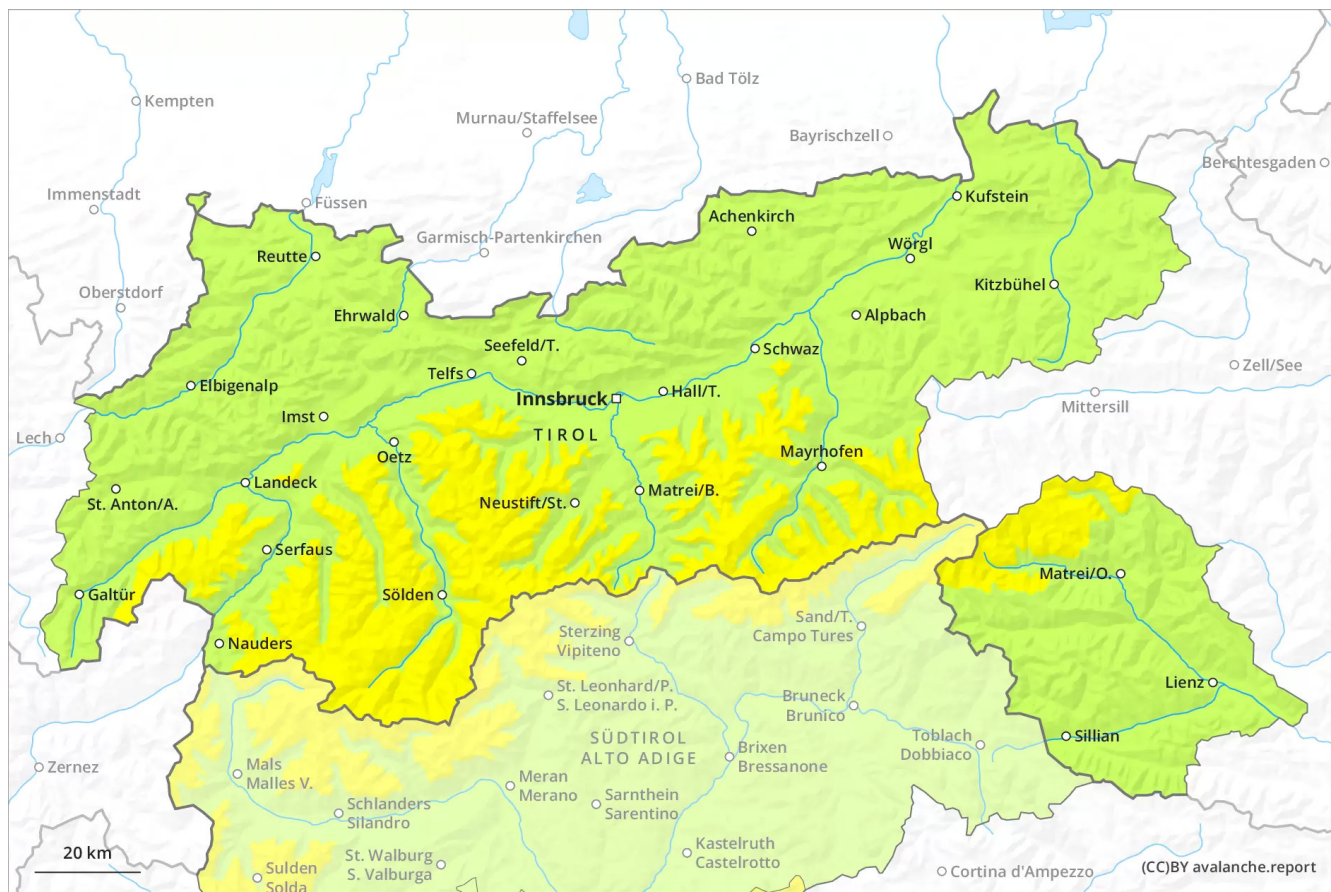 Bad Tölz
Kempten
Murnau/Staffelsee
Bayrischzell
Berchtesgaden
Immenstadt
Füssen
Kufstein
Achenkirch
Garmisch-Partenkirchen
Wörgl
Reutte
Oberstdorf
Kitzbühel
Ehrwald
Alpbach
Seefeld/T.
Schwaz
Zell/See
Telfs
Elbigenalp
Hall/T.
Innsbruck
Mittersill
Imst
Lech
TIROL
Oetz
Mayrhofen
Landeck
Matrei/B.
St. Anton/A.
Neustift/St.
Serfaus
Matrei/O.
Galtür
Sölden
Sand/T.
Campo Tures
Sterzing
Vipiteno
Nauders
Lienz
St. Leonhard/P.
S. Leonardo i. P.
Bruneck
Brunico
SÜDTIROL
ALTO ADIGE
Toblach
Dobbiaco
Sillian
Brixen
Bressanone
Zernez
Mals
Malles V.
Meran
Merano
Sarnthein
Sarentino
Schlanders
Silandro
Kastelruth
Castelrotto
20 km
St. Walburg
S. Valburga
Sulden
Solda
Cortina d'Ampezzo
(CC)BY avalanche.report